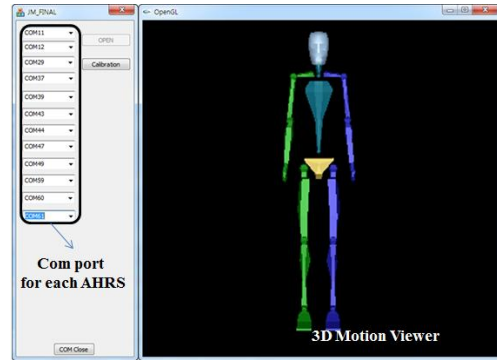 JM_FINAL
COM11
COM12
COM29
COM37
COM39
COM43
COM44
COM47
COM49
COM59
COM60
COM61
OPEN
Calibration
Com port
for each AHRS
COM Close
OpenGL
3D Motion Viewer